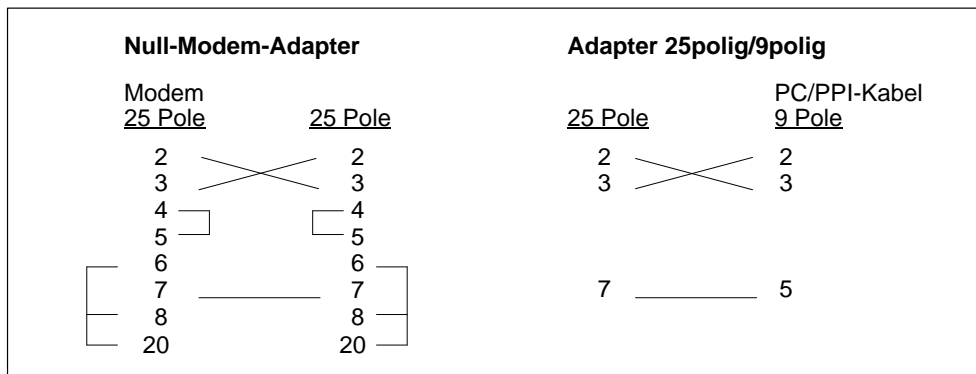 Null-Modem-Adapter Adapter 25polig/9polig
Modem PC/PPI-Kabel
25 Pole 25 Pole 25 Pole 9 Pole
2 2 2 2
3 3 3 3
4 4
5 5
6 6
7 7 7 5
8 8
20 20